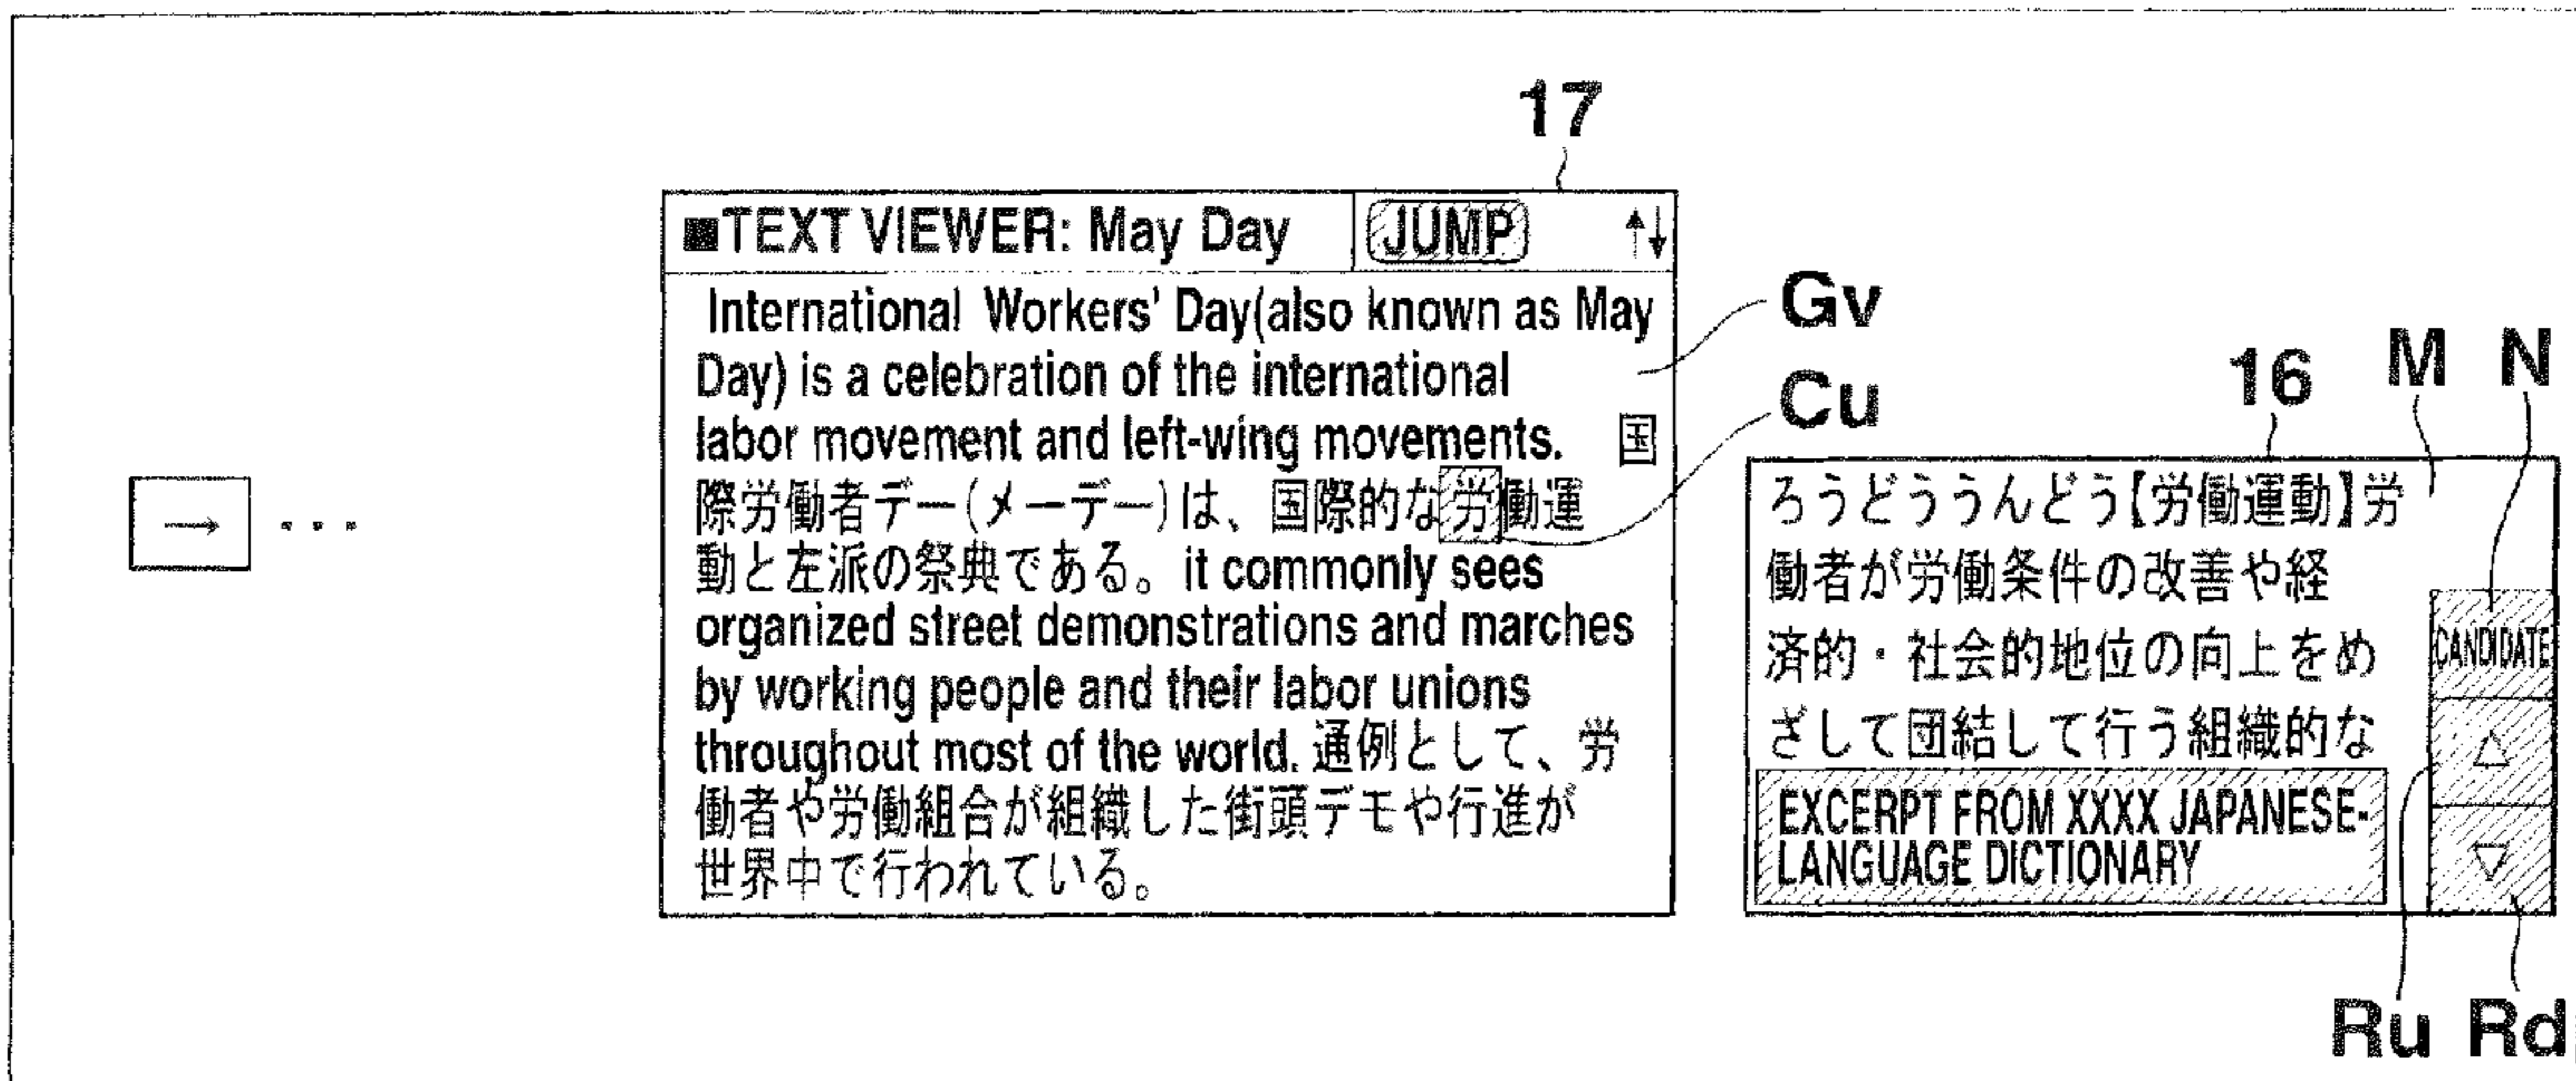 17
■TEXT VIEWER: May Day JUMP ↑↓
International Workers' Day(also known as May
Day) is a celebration of the international
labor movement and left-wing movements. 国
際労働者デー(メーデー)は、国際的な労働運
動と左派の祭典である。it commonly sees
organized street demonstrations and marches
by working people and their labor unions
throughout most of the world. 通例として、労
働者や労働組合が組織した街頭デモや行進が
世界中で行われている。
Gv
Cu
→ ・・・
16 M N
ろうどううんどう【労働運動】労
働者が労働条件の改善や経
済的・社会的地位の向上をめ
ざして団結して行う組織的な
EXCERPT FROM XXXX JAPANESE-
LANGUAGE DICTIONARY
CANDIDATE
△
▽
Ru Rd